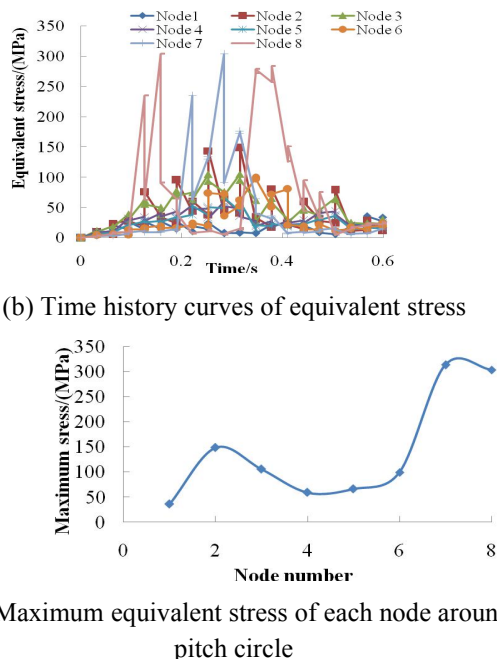 Node1 Node 2 Node 3
Node 4 Node 5 Node 6
Node 7 Node 8
Equivalent stress/(MPa)
350
300
250
200
150
100
50
0
0 0.2 0.4 0.6
Time/s
(b) Time history curves of equivalent stress
Maximum sress/(MPa)
350
300
250
200
150
100
50
0
0 2 4 6 8
Node number
Maximum equivalent stress of each node aroun
pitch circle